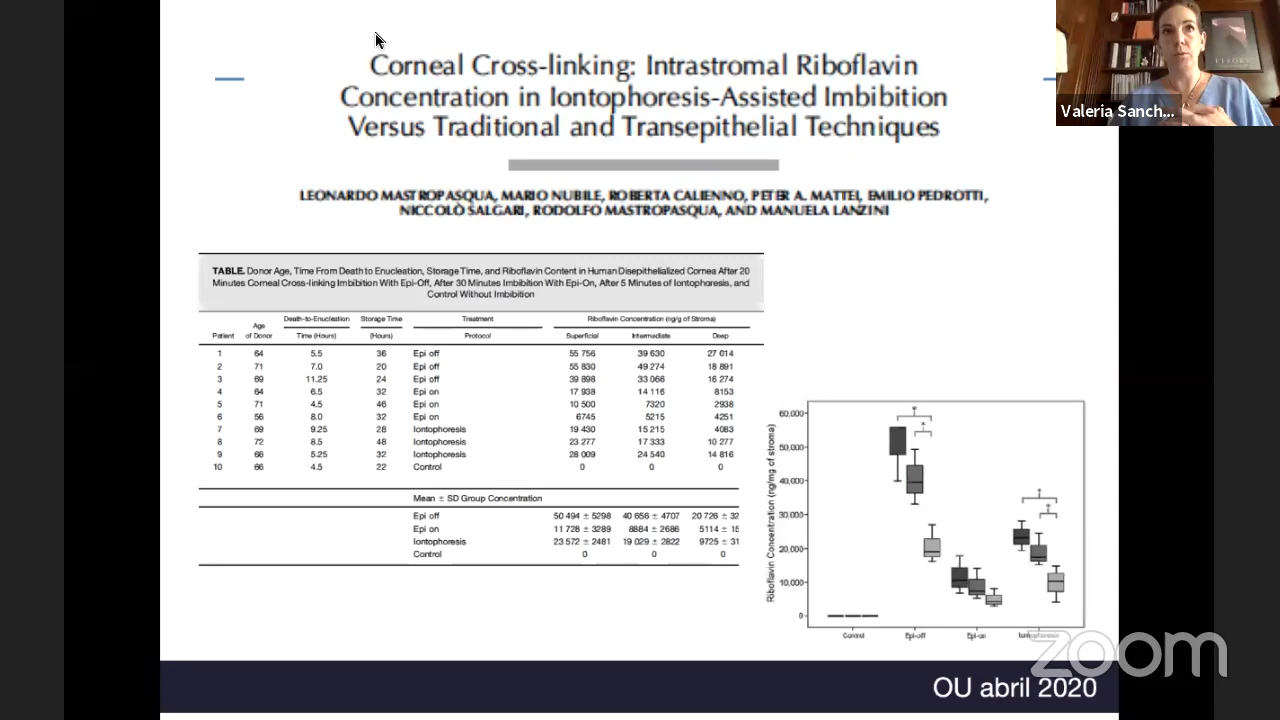 Corneal Cross-linking: Intrastromal Riboflavin
Concentration in Iontophoresis-Assisted Imbibition
Versus Traditional and Transepithelial Techniques
Valeria Sanch...
LEONARDO MASTROPASQUA, MARIO NUBILE, ROBERTA CALIENNO, PETER A. MATTEI, EMILIO PEDROTTI,
NICCOLÒ SALGARI, RODOLFO MASTROPASQUA, AND MANUELA LANZINI
TABLE. Donor Age, Time From Death to Enucleation, Storage Time, and Riboflavin Content in Human Disepithelialized Cornea After 20
Minutes Corneal Cross-linking Imbibition With Epi-Off, After 30 Minutes Imbibition With Epi-On, After 5 Minutes of Iontophoresis, and
Control Without Imbibition
Patient Age of Donor Death-to-Enucleation Time (Hours) Storage Time (Hours) Treatment Protocol Riboflavin Concentration (ng/g of Stroma)
Superficial Intermediate Deep
1 64 5.5 36 Epi off 55 756 39 630 27 014
2 71 7.0 20 Epi off 55 830 49 274 18 891
3 69 11.25 24 Epi off 39 898 33 066 16 274
4 64 6.5 32 Epi on 17 938 14 116 8153
5 71 4.5 46 Epi on 10 500 7320 2938
6 56 8.0 32 Epi on 6745 5215 4251
7 69 9.25 28 Iontophoresis 19 430 15 215 4083
8 72 8.5 48 Iontophoresis 23 277 17 333 10 277
9 66 5.25 32 Iontophoresis 28 009 24 540 14 816
10 66 4.5 22 Control 0 0 0
Mean ± SD Group Concentration
Epi off 50 494 ± 5298 40 656 ± 4707 20 726 ± 32
Epi on 11 728 ± 3289 8884 ± 2686 5114 ± 15
Iontophoresis 23 572 ± 2481 19 029 ± 2822 9725 ± 31
Control 0 0 0
Riboflavin Concentration (ng/mg of stroma)
60,000
50,000
40,000
30,000
20,000
10,000
0
* * * *
Control Epi-off Epi-on Iontophoresis
zoom
OU abril 2020